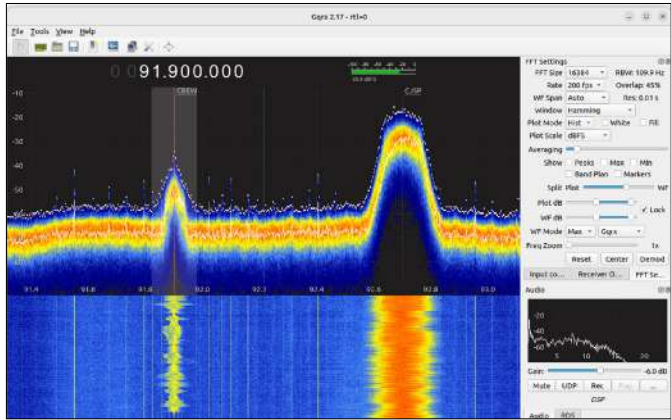 Gqrx 2.17 - rtl=0
File Tools View Help
0 0 91.900.000
CBEW
CJSP
-10
-20
-30
-40
-50
91.4
91.8
92.0
92.2
92.4
92.6
92.8
93.0
FFT Settings
FFT Size 16384 RBW: 109.9 Hz
Rate 200 fps Overlap: 45%
WF Span Auto Res: 0.01 s
Window Hamming
Plot Mode Hist White Fill
Plot Scale dBFS
Averaging
Show Peaks Max Min
Band Plan Markers
Split Plot WF
Plot dB
Lock
WF dB
WF Mode Max Gqrx
Freq Zoom 1x
Reset Center Demod
Input co... Receiver O... FFT Se...
Audio
-20
-40
-60
5 10 20
Gain: -6.0 dB
Mute UDP Rec Play ...
CJSP
Audio RDS